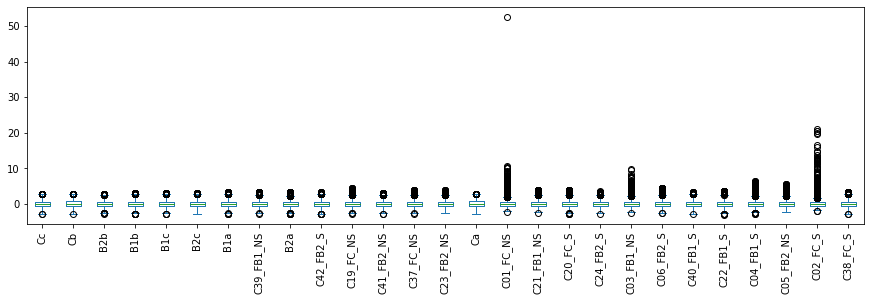 50
40
30
20
10
0
Cc
Cb
B2b
B1b
B1c
B2c
B1a
C39_FB1_NS
B2a
C42_FB2_S
C19_FC_NS
C41_FB2_NS
C37_FC_NS
C23_FB2_NS
Ca
C01_FC_NS
C21_FB1_NS
C20_FC_S
C24_FB2_S
C03_FB1_NS
C06_FB2_S
C40_FB1_S
C22_FB1_S
C04_FB1_S
C05_FB2_NS
C02_FC_S
C38_FC_S